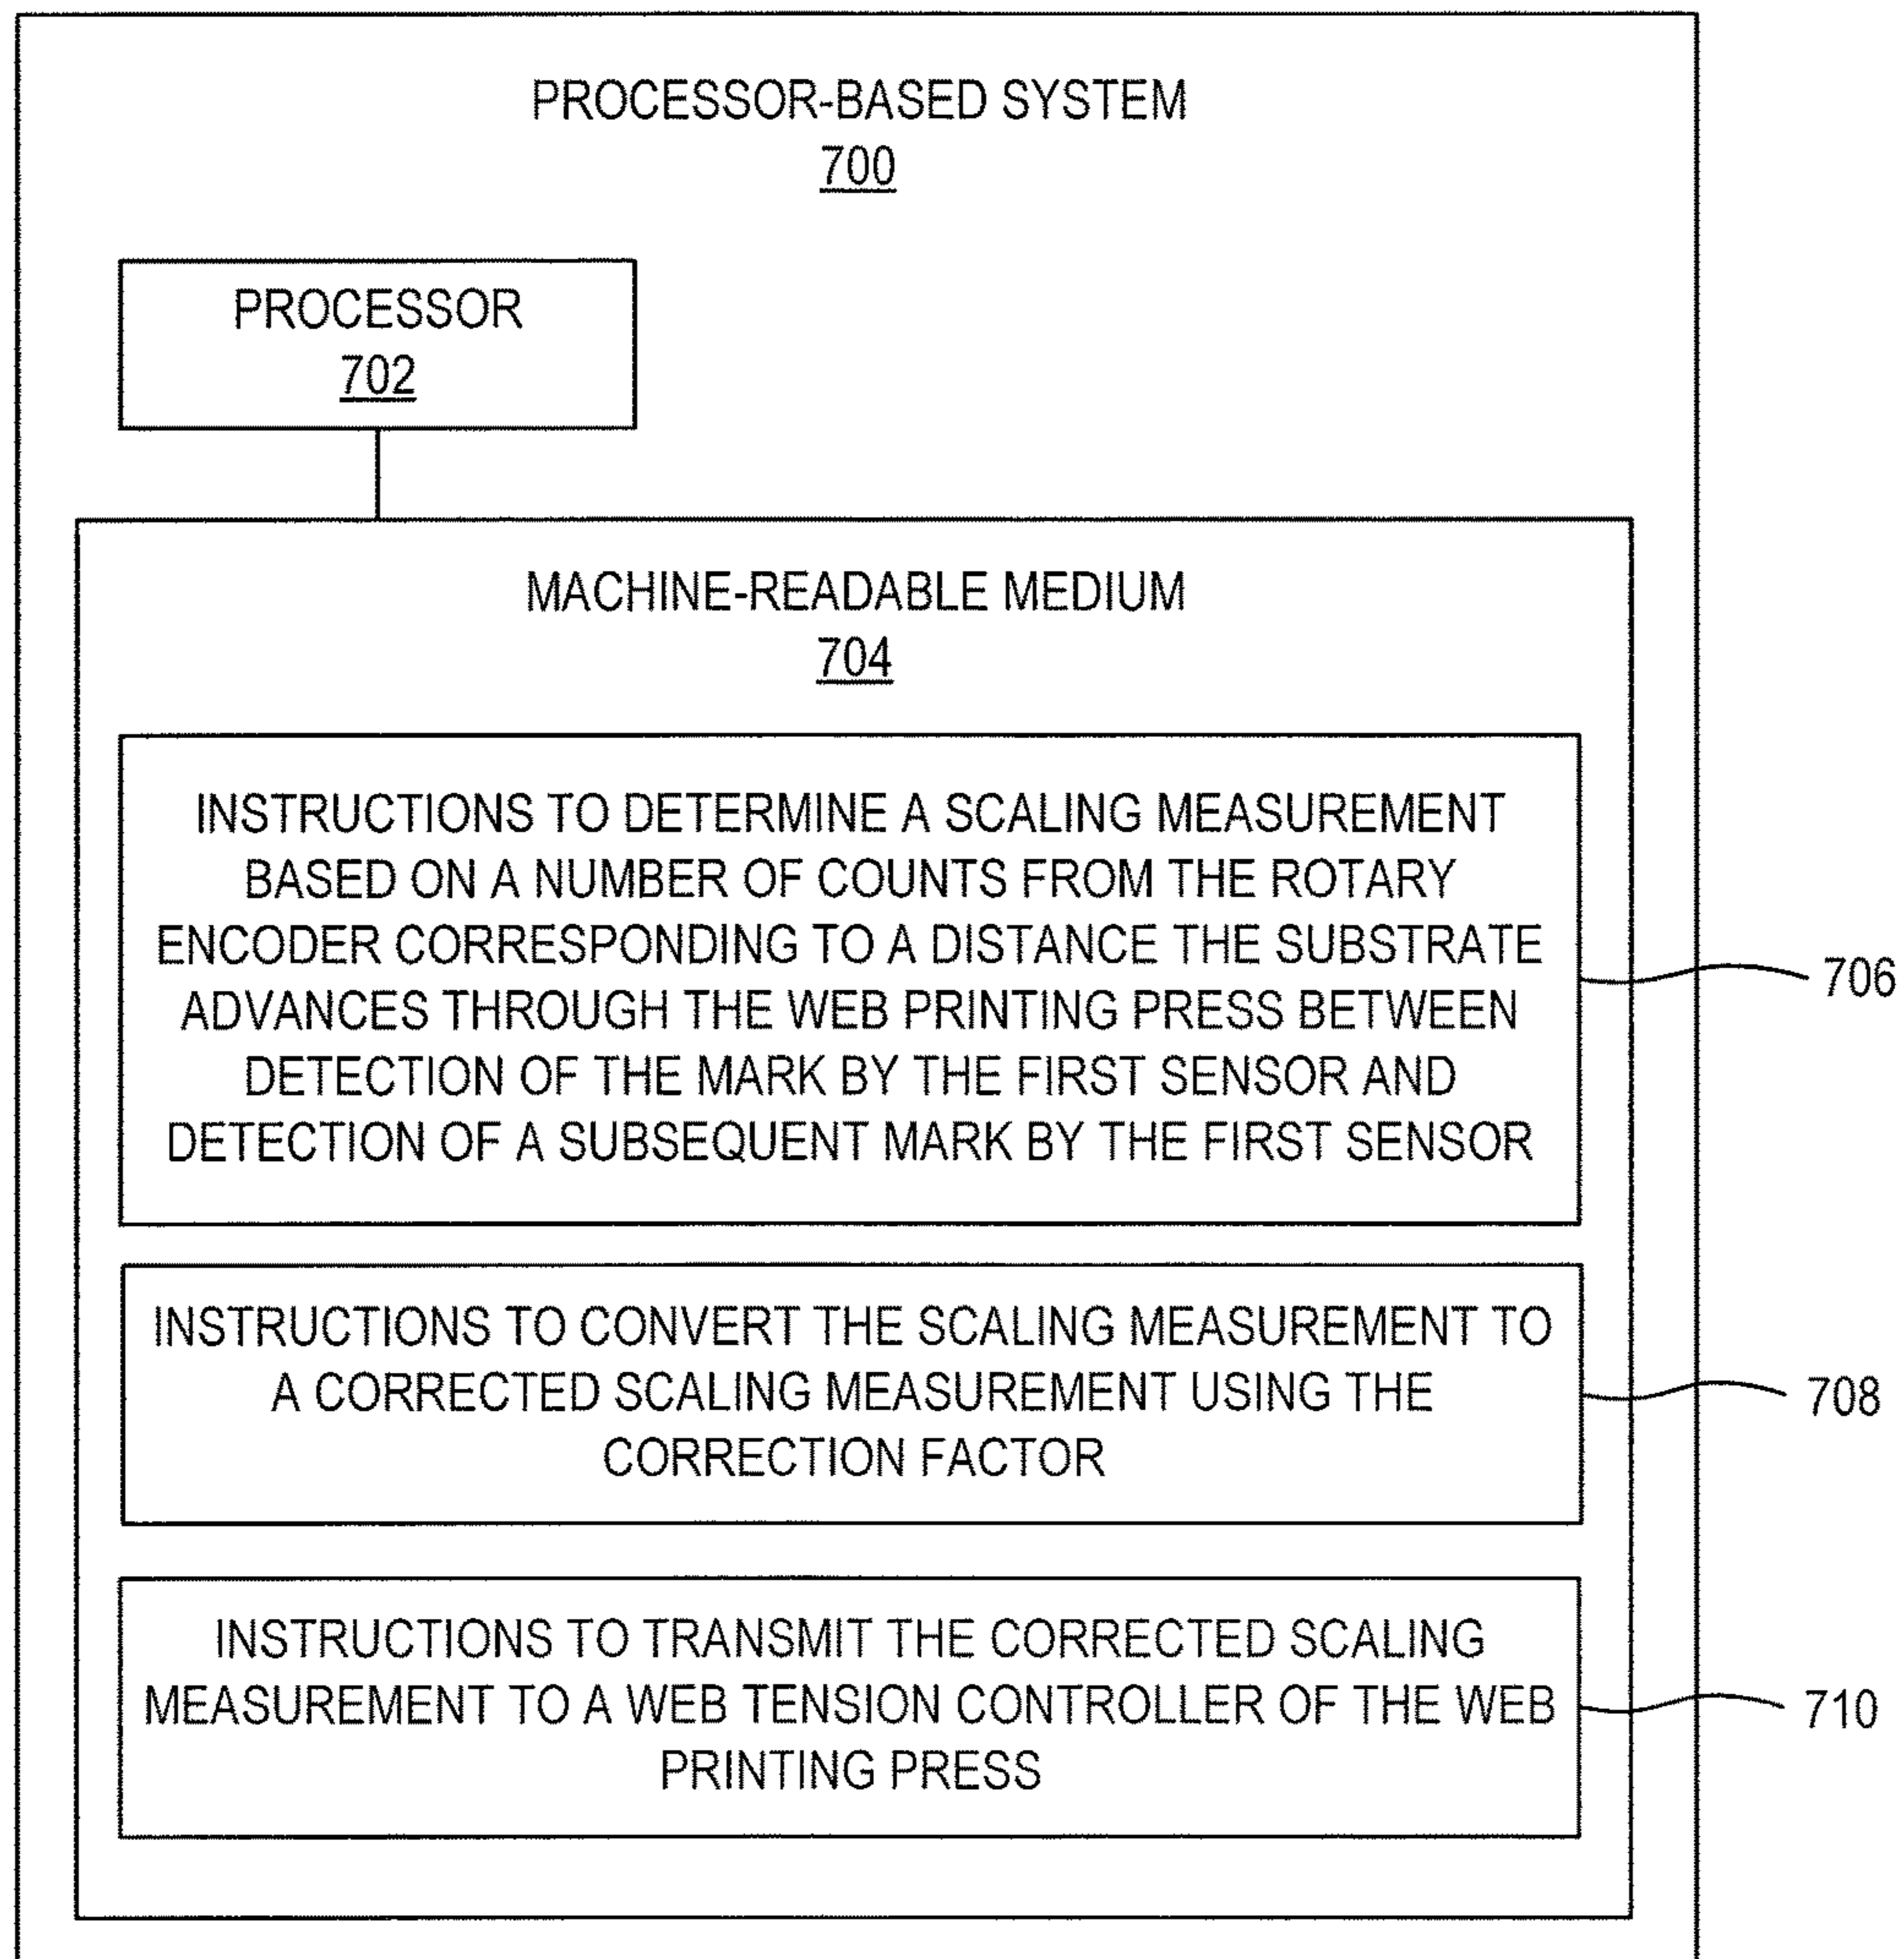 PROCESSOR-BASED SYSTEM
700
PROCESSOR
702
MACHINE-READABLE MEDIUM
704
INSTRUCTIONS TO DETERMINE A SCALING MEASUREMENT
BASED ON A NUMBER OF COUNTS FROM THE ROTARY
ENCODER CORRESPONDING TO A DISTANCE THE SUBSTRATE
ADVANCES THROUGH THE WEB PRINTING PRESS BETWEEN
DETECTION OF THE MARK BY THE FIRST SENSOR AND
DETECTION OF A SUBSEQUENT MARK BY THE FIRST SENSOR
706
INSTRUCTIONS TO CONVERT THE SCALING MEASUREMENT TO
A CORRECTED SCALING MEASUREMENT USING THE
CORRECTION FACTOR
708
INSTRUCTIONS TO TRANSMIT THE CORRECTED SCALING
MEASUREMENT TO A WEB TENSION CONTROLLER OF THE WEB
PRINTING PRESS
710